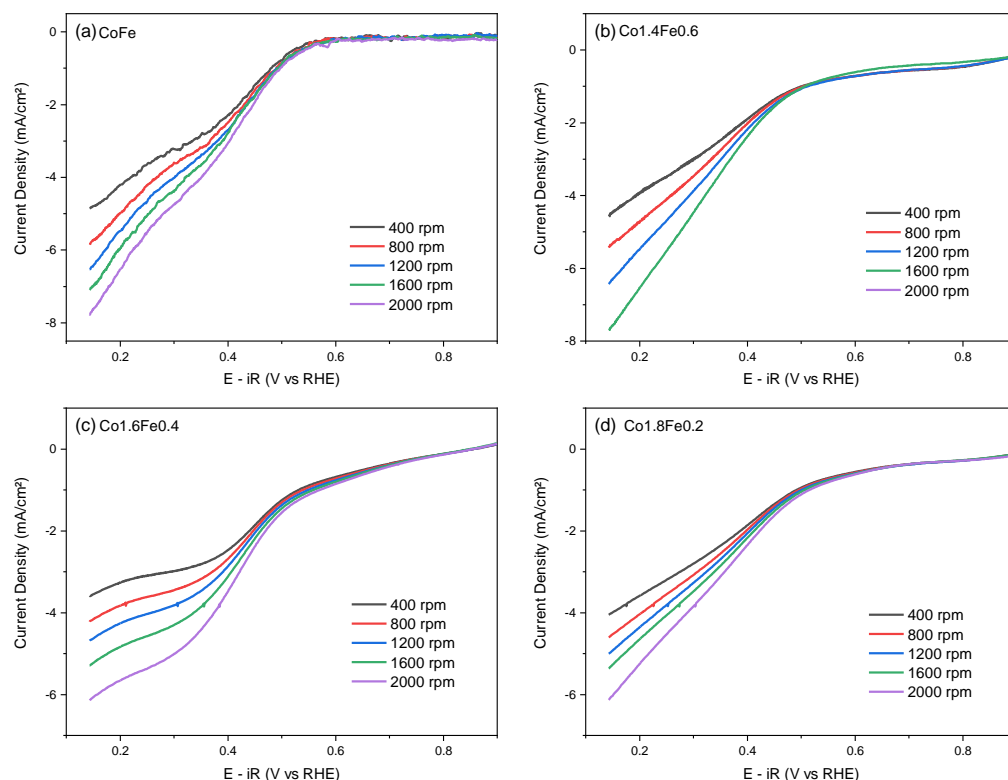 (a) CoFe
0
-2
-4
-6
-8
Current Density (mA/cm²)
0.2 0.4 0.6 0.8
E - iR (V vs RHE)
400 rpm
800 rpm
1200 rpm
1600 rpm
2000 rpm
(b) Co1.4Fe0.6
0
-2
-4
-6
-8
Current Density (mA/cm²)
0.2 0.4 0.6 0.8
E - iR (V vs RHE)
400 rpm
800 rpm
1200 rpm
1600 rpm
2000 rpm
(c) Co1.6Fe0.4
0
-2
-4
-6
Current Density (mA/cm²)
0.2 0.4 0.6 0.8
E - iR (V vs RHE)
400 rpm
800 rpm
1200 rpm
1600 rpm
2000 rpm
(d) Co1.8Fe0.2
0
-2
-4
-6
Current Density (mA/cm²)
0.2 0.4 0.6 0.8
E - iR (V vs RHE)
400 rpm
800 rpm
1200 rpm
1600 rpm
2000 rpm